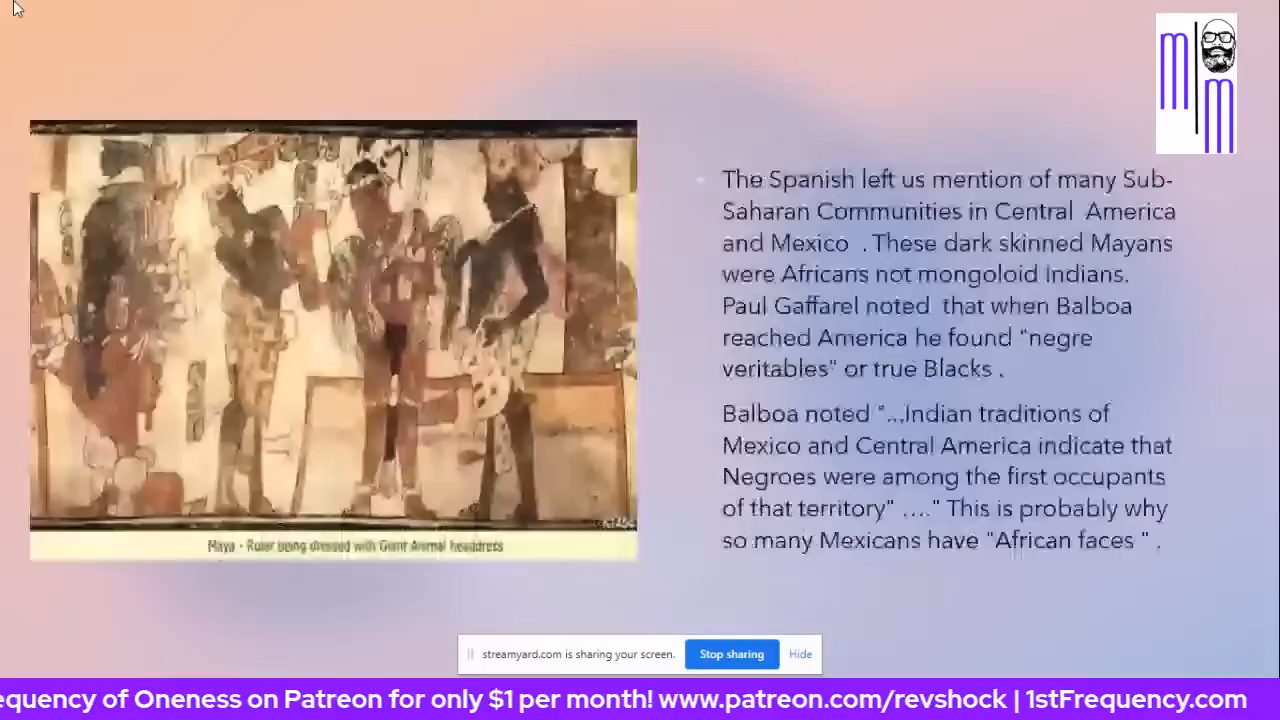 m
m
The Spanish left us mention of many Sub-
Saharan Communities in Central America
and Mexico . These dark skinned Mayans
were Africans not mongoloid Indians.
Paul Gaffarel noted that when Balboa
reached America he found "negre
veritables" or true Blacks .
Balboa noted "...Indian traditions of
Mexico and Central America indicate that
Negroes were among the first occupants
of that territory" ...." This is probably why
so many Mexicans have "African faces " .
Maya - Ruler being dressed with Giant Animal headdress
streamyard.com is sharing your screen. Stop sharing Hide
equency of Oneness on Patreon for only $1 per month! www.patreon.com/revshock | 1stFrequency.com